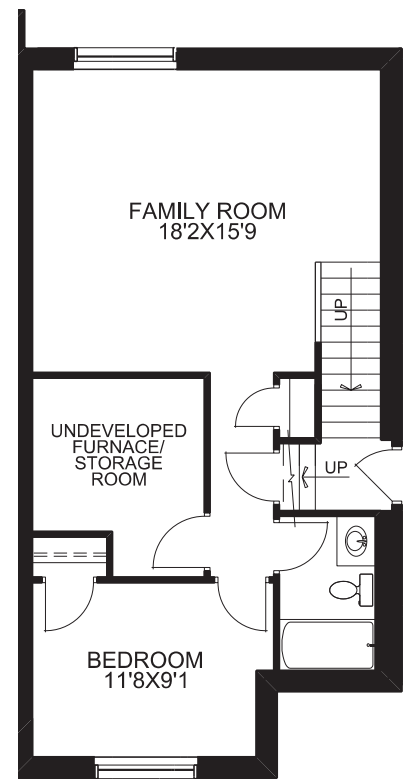 FAMILY ROOM
18'2X15'9
UP
UNDEVELOPED
FURNACE/
STORAGE
ROOM
UP
BEDROOM
11'8X9'1